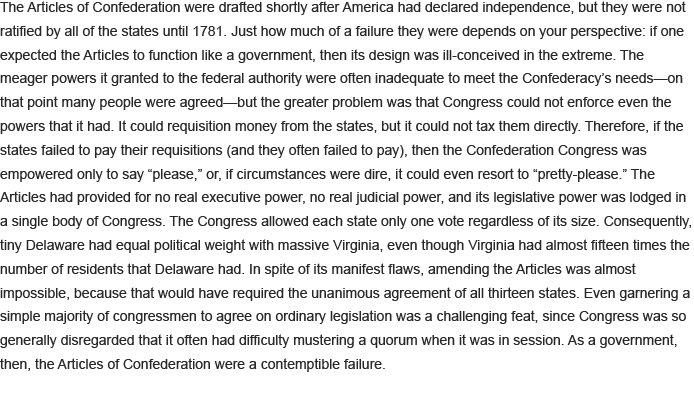 The Articles of Confederation were drafted shortly after America had declared independence, but they were not
ratified by all of the states until 1781. Just how much of a failure they were depends on your perspective: if one
expected the Articles to function like a government, then its design was ill-conceived in the extreme. The
meager powers it granted to the federal authority were often inadequate to meet the Confederacy’s needs—on
that point many people were agreed—but the greater problem was that Congress could not enforce even the
powers that it had. It could requisition money from the states, but it could not tax them directly. Therefore, if the
states failed to pay their requisitions (and they often failed to pay), then the Confederation Congress was
empowered only to say “please,” or, if circumstances were dire, it could even resort to “pretty-please.” The
Articles had provided for no real executive power, no real judicial power, and its legislative power was lodged in
a single body of Congress. The Congress allowed each state only one vote regardless of its size. Consequently,
tiny Delaware had equal political weight with massive Virginia, even though Virginia had almost fifteen times the
number of residents that Delaware had. In spite of its manifest flaws, amending the Articles was almost
impossible, because that would have required the unanimous agreement of all thirteen states. Even garnering a
simple majority of congressmen to agree on ordinary legislation was a challenging feat, since Congress was so
generally disregarded that it often had difficulty mustering a quorum when it was in session. As a government,
then, the Articles of Confederation were a contemptible failure.